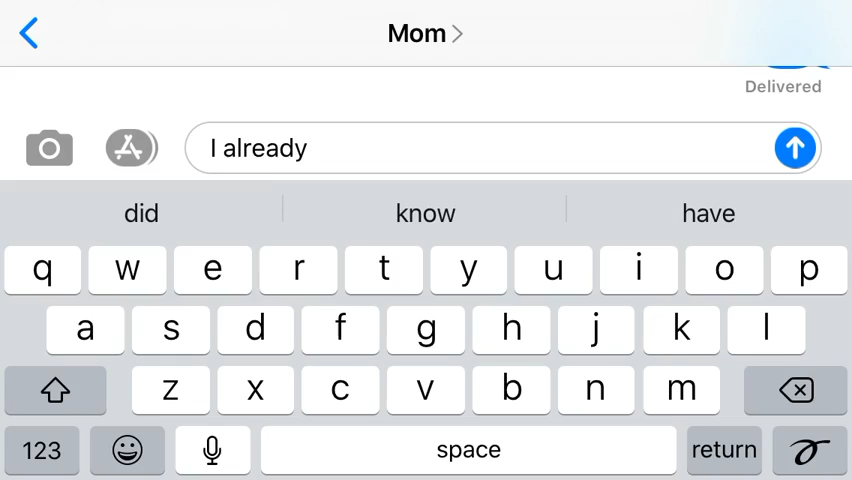 Mom
Delivered
I already
did know have
q w e r t y u i o p
a s d f g h j k l
z x c v b n m
123 space return